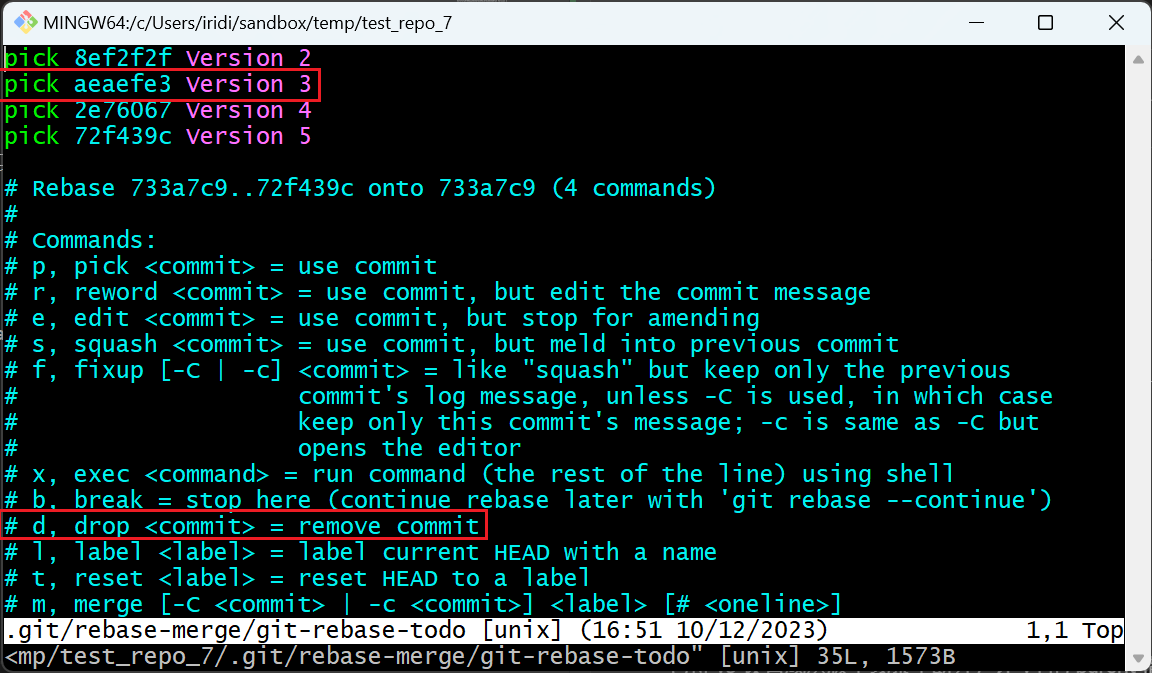 MINGW64:/c/Users/iridi/sandbox/temp/test_repo_7
pick 8ef2f2f Version 2
pick aeaefe3 Version 3
pick 2e76067 Version 4
pick 72f439c Version 5
# Rebase 733a7c9..72f439c onto 733a7c9 (4 commands)
#
# Commands:
# p, pick <commit> = use commit
# r, reword <commit> = use commit, but edit the commit message
# e, edit <commit> = use commit, but stop for amending
# s, squash <commit> = use commit, but meld into previous commit
# f, fixup [-C | -c] <commit> = like "squash" but keep only the previous
#                    commit's log message, unless -C is used, in which case
#                    keep only this commit's message; -c is same as -C but
#                    opens the editor
# x, exec <command> = run command (the rest of the line) using shell
# b, break = stop here (continue rebase later with 'git rebase --continue')
# d, drop <commit> = remove commit
# l, label <label> = label current HEAD with a name
# t, reset <label> = reset HEAD to a label
# m, merge [-C <commit> | -c <commit>] <label> [# <oneline>]
.git/rebase-merge/git-rebase-todo [unix] (16:51 10/12/2023) 1,1 Top
<mp/test_repo_7/.git/rebase-merge/git-rebase-todo" [unix] 35L, 1573B